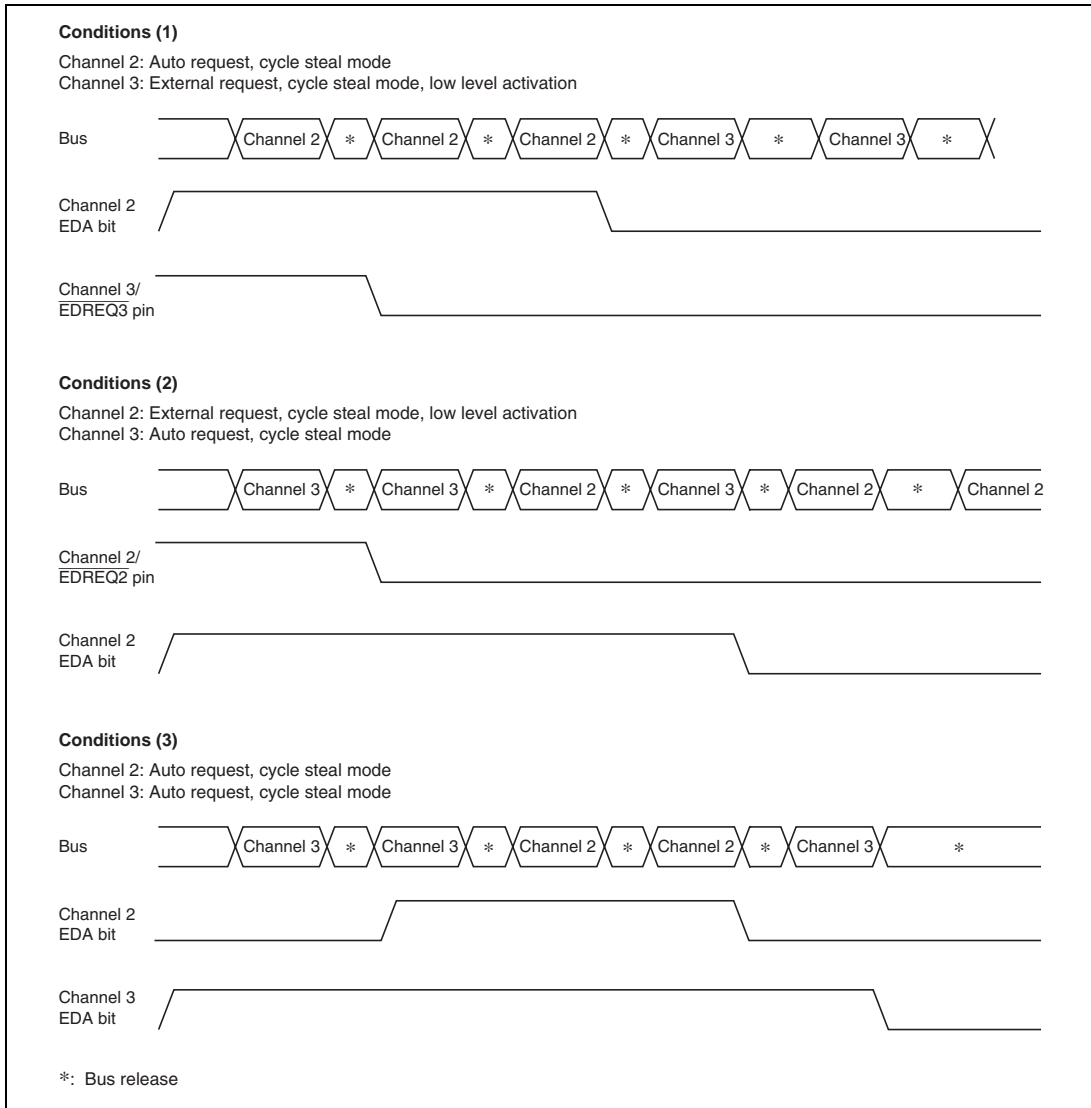 Conditions (1)
Channel 2: Auto request, cycle steal mode
Channel 3: External request, cycle steal mode, low level activation
Bus Channel 2 * Channel 2 * Channel 2 * Channel 3 * Channel 3 *
Channel 2
EDA bit
Channel 3/
EDREQ3 pin
Conditions (2)
Channel 2: External request, cycle steal mode, low level activation
Channel 3: Auto request, cycle steal mode
Bus Channel 3 * Channel 3 * Channel 2 * Channel 3 * Channel 2 * Channel 2
Channel 2/
EDREQ2 pin
Channel 2
EDA bit
Conditions (3)
Channel 2: Auto request, cycle steal mode
Channel 3: Auto request, cycle steal mode
Bus Channel 3 * Channel 3 * Channel 2 * Channel 2 * Channel 3 *
Channel 2
EDA bit
Channel 3
EDA bit
*: Bus release